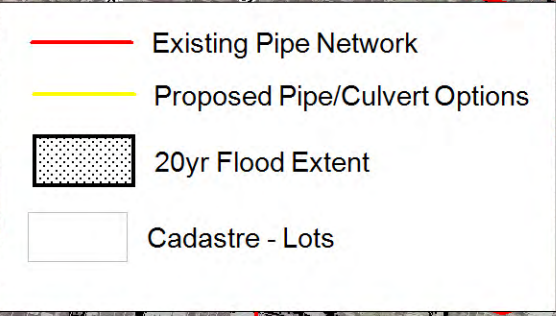 Existing Pipe Network
Proposed Pipe/Culvert Options
20yr Flood Extent
Cadastre - Lots